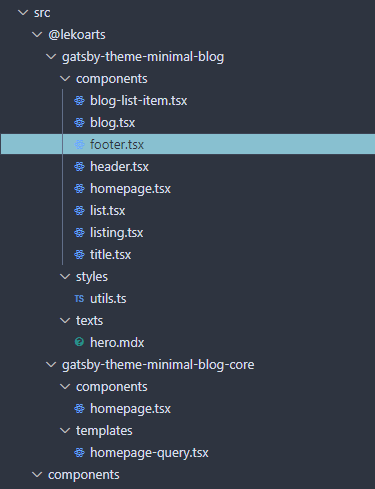 src
@lekoarts
gatsby-theme-minimal-blog
components
blog-list-item.tsx
blog.tsx
footer.tsx
header.tsx
homepage.tsx
list.tsx
listing.tsx
title.tsx
styles
TS utils.ts
texts
hero.mdx
gatsby-theme-minimal-blog-core
components
homepage.tsx
templates
homepage-query.tsx
components